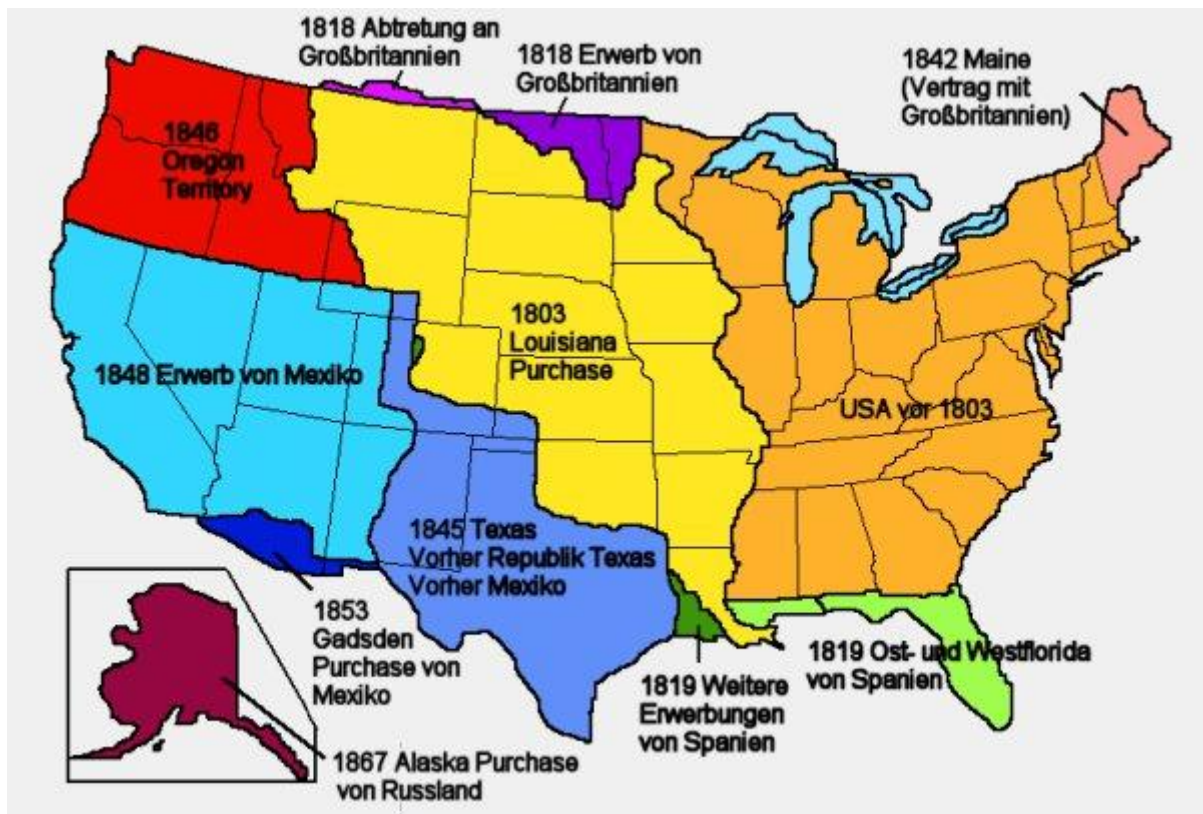 1818 Abtretung an
Großbritannien
1818 Erwerb von
Großbritannien
1842 Maine
(Vertrag mit
Großbritannien)
1846
Oregon
Territory
1803
Louisiana
Purchase
1848 Erwerb von Mexiko
USA vor 1803
1845 Texas
Vorher Republik Texas
Vorher Mexiko
1853
Gadsden
Purchase von
Mexiko
1819 Ost- und Westflorida
von Spanien
1819 Weitere
Erwerbungen
von Spanien
1867 Alaska Purchase
von Russland